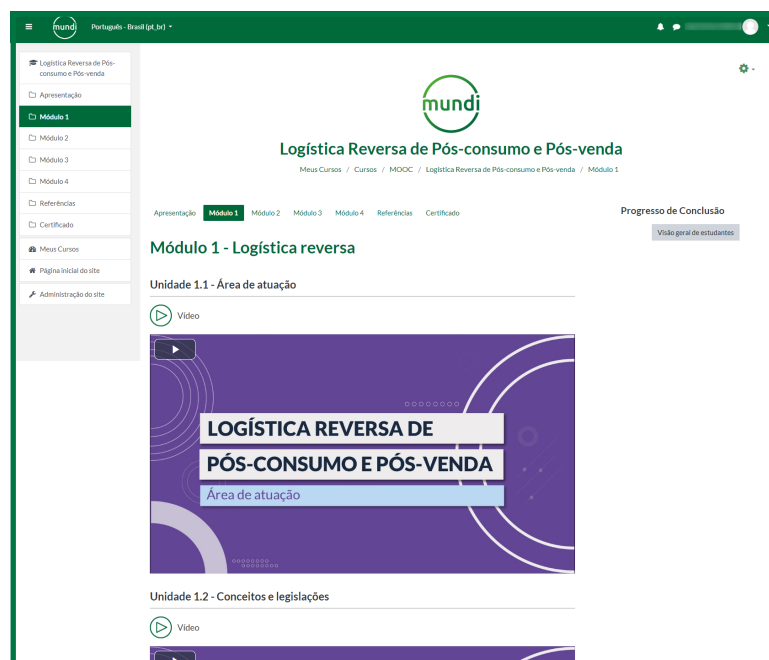 mundi
Português - Brasil (pt_br)
Logística Reversa de Pós-
consumo e Pós-venda
Apresentação
Módulo 1
Módulo 2
Módulo 3
Módulo 4
Referências
Certificado
Meus Cursos
Página inicial do site
Administração do site
mundi
Logística Reversa de Pós-consumo e Pós-venda
Meus Cursos / Cursos / MOOC / Logística Reversa de Pós-consumo e Pós-venda / Módulo 1
Apresentação Módulo 1 Módulo 2 Módulo 3 Módulo 4 Referências Certificado
Progresso de Conclusão
Visão geral de estudantes
Módulo 1 - Logística reversa
Unidade 1.1 - Área de atuação
Vídeo
LOGÍSTICA REVERSA DE
PÓS-CONSUMO E PÓS-VENDA
Área de atuação
Unidade 1.2 - Conceitos e legislações
Vídeo